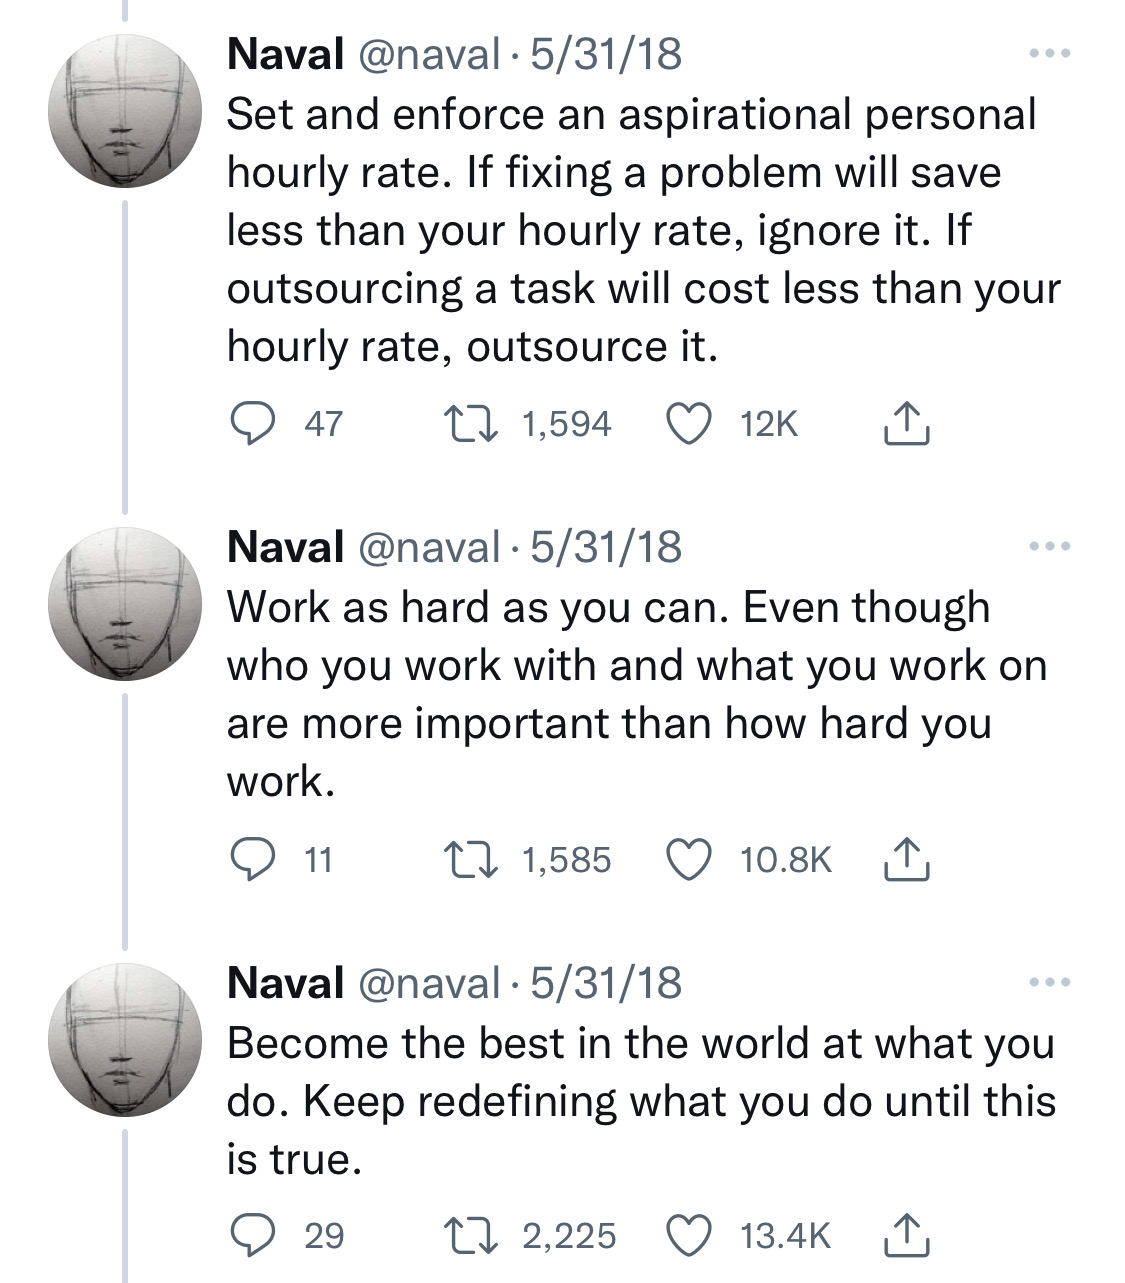 Naval @naval · 5/31/18
Set and enforce an aspirational personal
hourly rate. If fixing a problem will save
less than your hourly rate, ignore it. If
outsourcing a task will cost less than your
hourly rate, outsource it.
47 1,594 12K
Naval @naval · 5/31/18
Work as hard as you can. Even though
who you work with and what you work on
are more important than how hard you
work.
11 1,585 10.8K
Naval @naval · 5/31/18
Become the best in the world at what you
do. Keep redefining what you do until this
is true.
29 2,225 13.4K